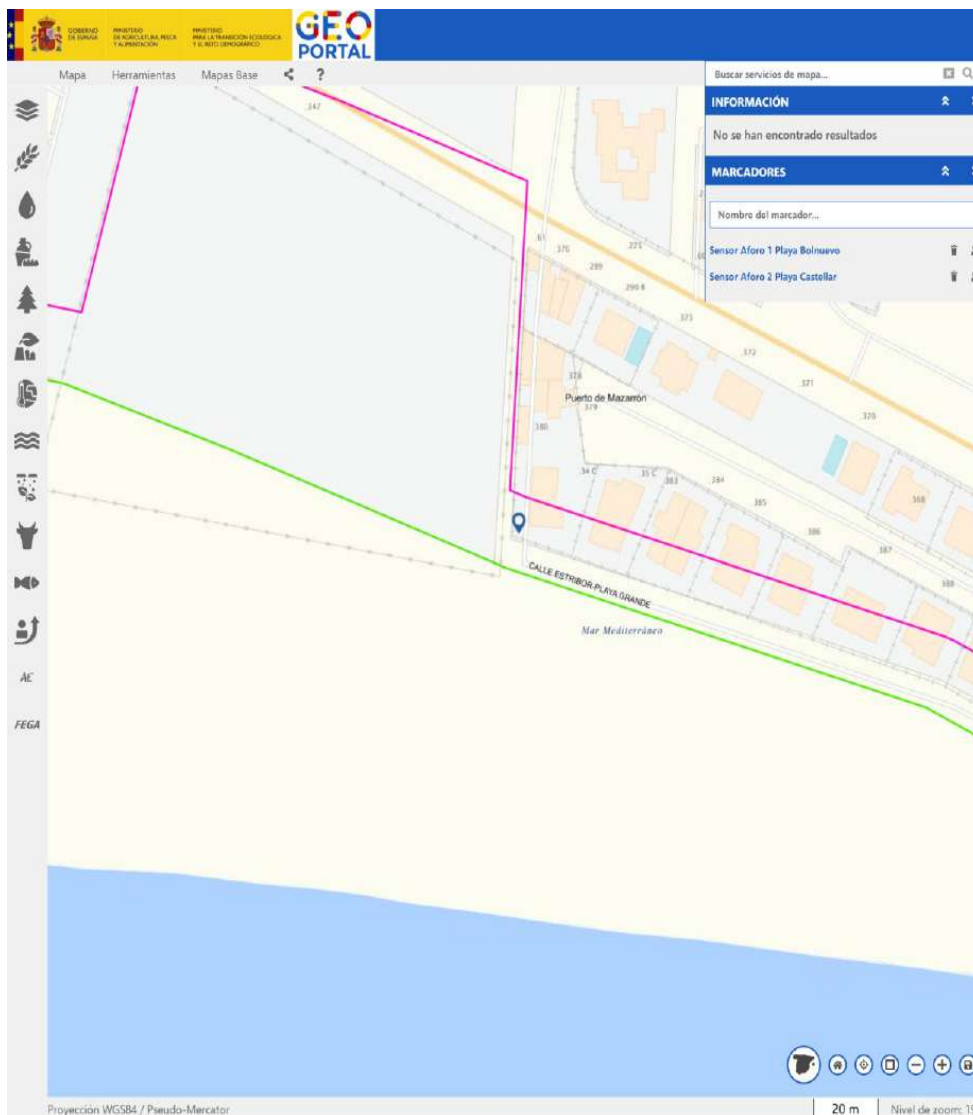 GOBIERNO
DE ESPAÑA
MINISTERIO
DE AGRICULTURA, PESCA
Y ALIMENTACIÓN
MINISTERIO
PARA LA TRANSICIÓN ECOLÓGICA
Y EL RETO DEMOGRÁFICO
GEO
PORTAL
Mapa Herramientas Mapas Base ?
Buscar servicios de mapa...
INFORMACIÓN
No se han encontrado resultados
MARCADORES
Nombre del marcador...
Sensor Aforo 1 Playa Bolnuevo
Sensor Aforo 2 Playa Castellar
347
61
376
271
289
290 B
373
372
371
370
378
Puerto de Mazarrón
379
380
34 C
35 C
383
384
385
368
386
387
388
CALLE ESTRIBOR-PLAYA GRANDE
Mar Mediterráneo
AE
FEGA
Proyección WGS84 / Pseudo-Mercator
20 m
Nivel de zoom: